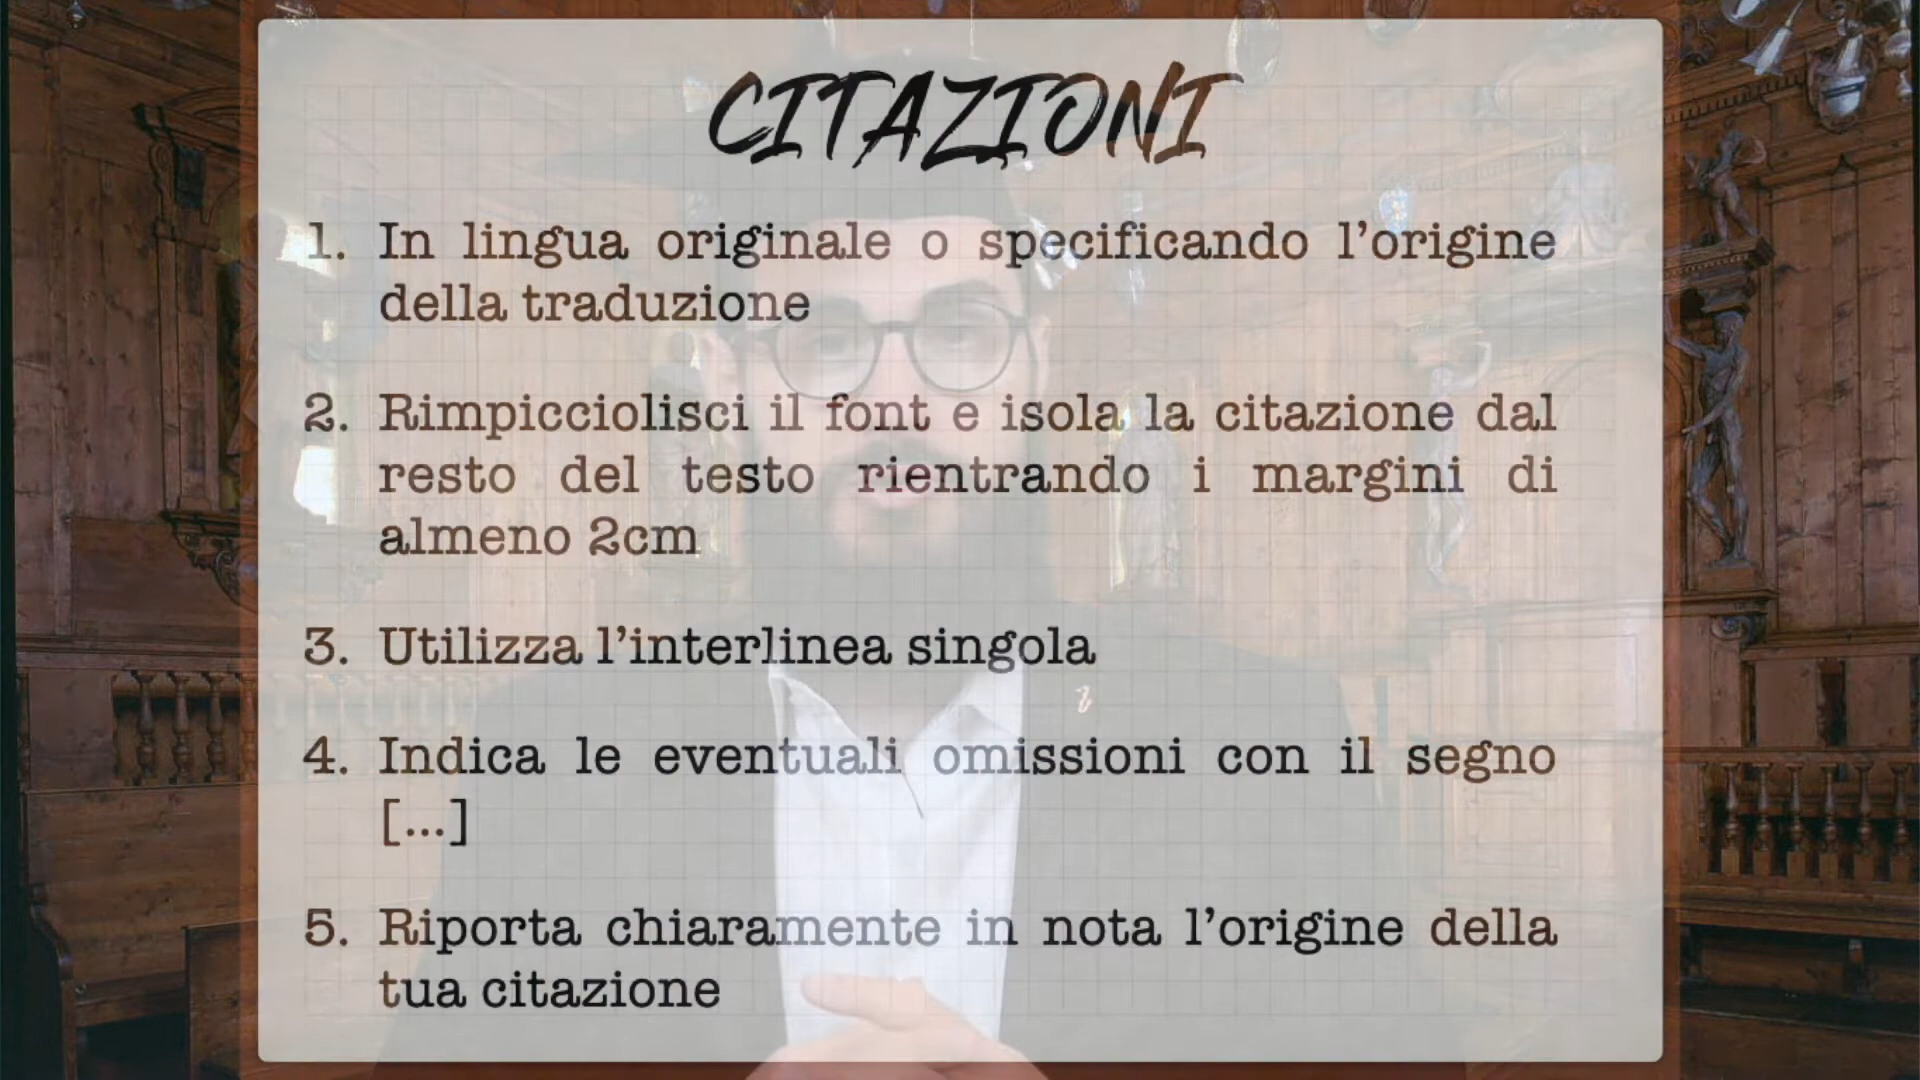 CITAZIONI
1. In lingua originale o specificando l’origine
della traduzione
2. Rimpicciolisci il font e isola la citazione dal
resto del testo rientrando i margini di
almeno 2cm
3. Utilizza l’interlinea singola
4. Indica le eventuali omissioni con il segno
[...]
5. Riporta chiaramente in nota l’origine della
tua citazione